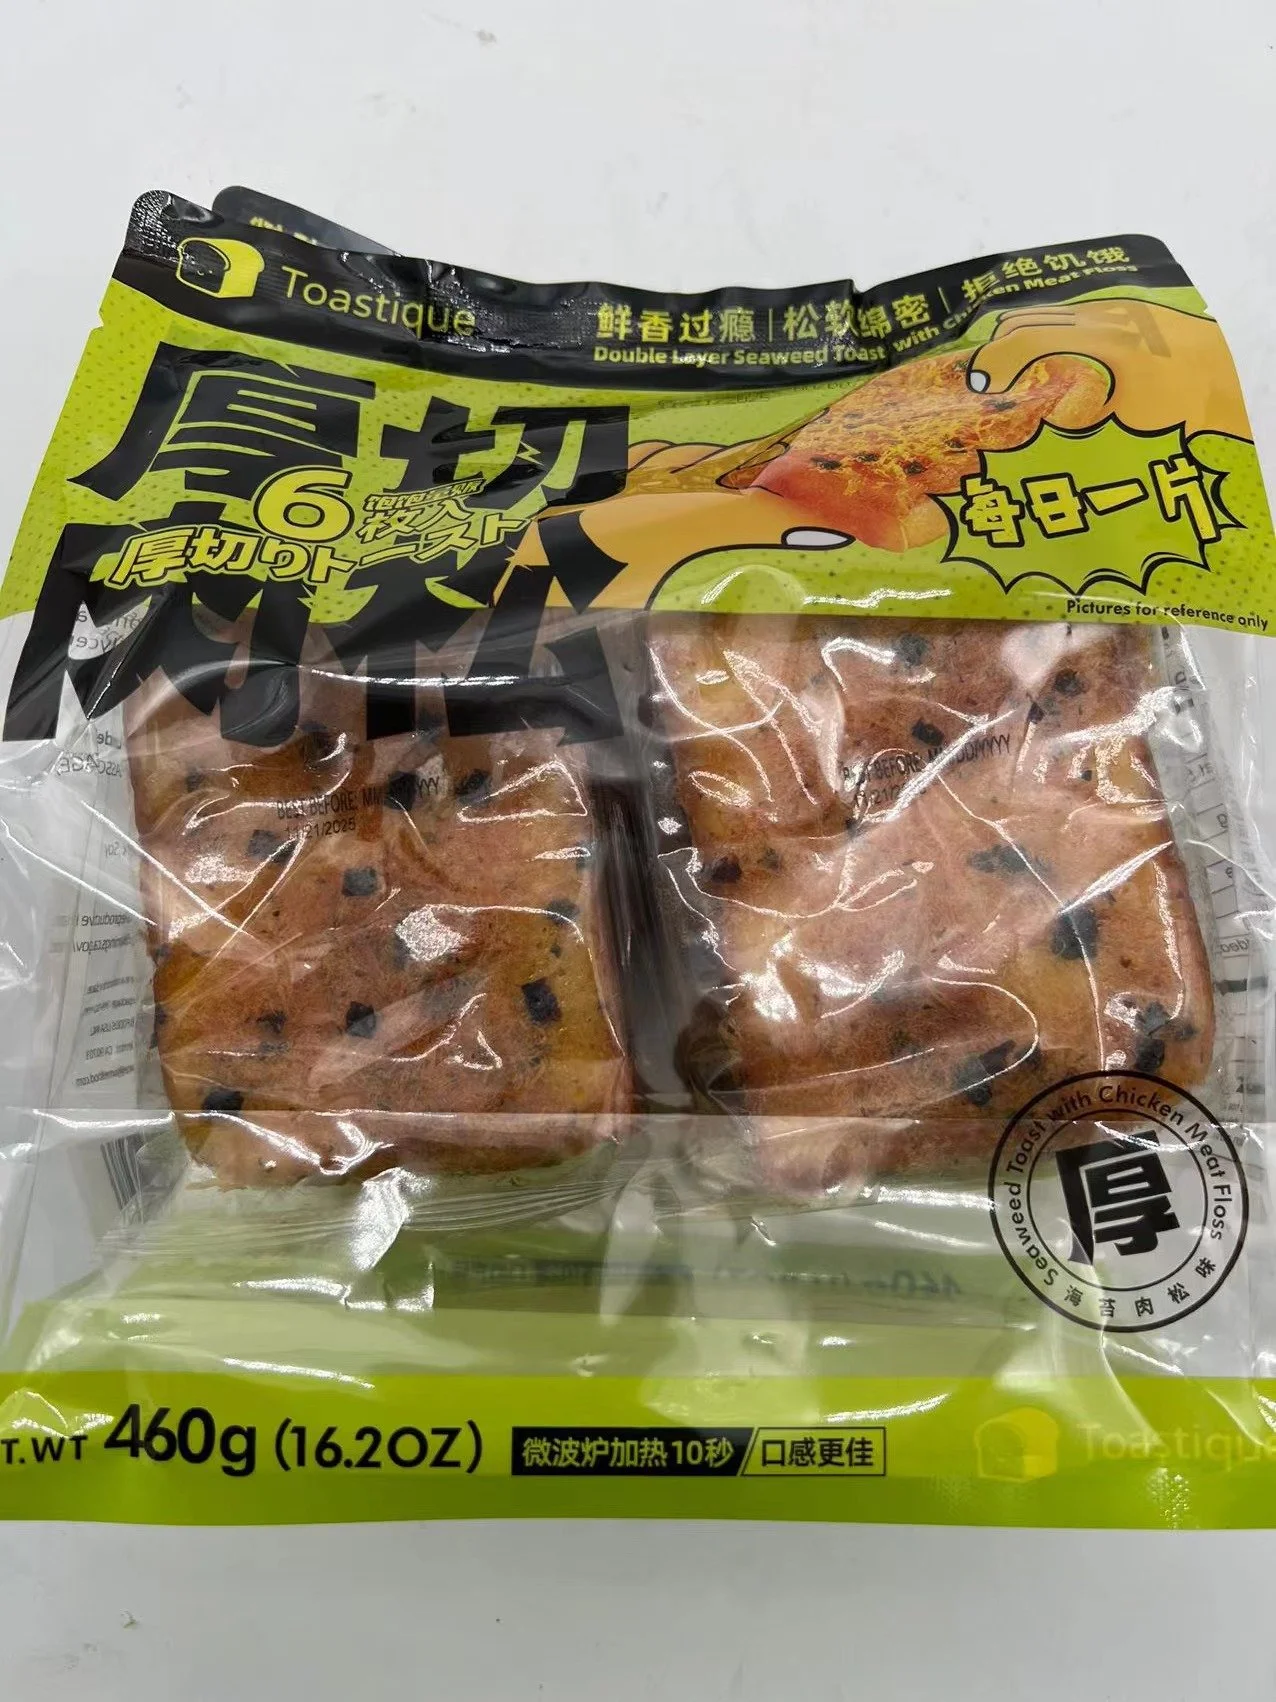 Toastique
鲜香过瘾|松软绵密|拒绝饥饿
Double Layer Seaweed Toast with Chicken Meat Floss
厚切
肉松
6枚入
厚切りトースト
每日一片
Pictures for reference only
BEST BEFORE MM/DD/YYYY
11/21/2025
BEST BEFORE MM/DD/YYYY
Seaweed Toast with Chicken Meat Floss
厚
海苔肉松味
T.WT 460g (16.2OZ)
微波炉加热10秒/口感更佳
Toastique